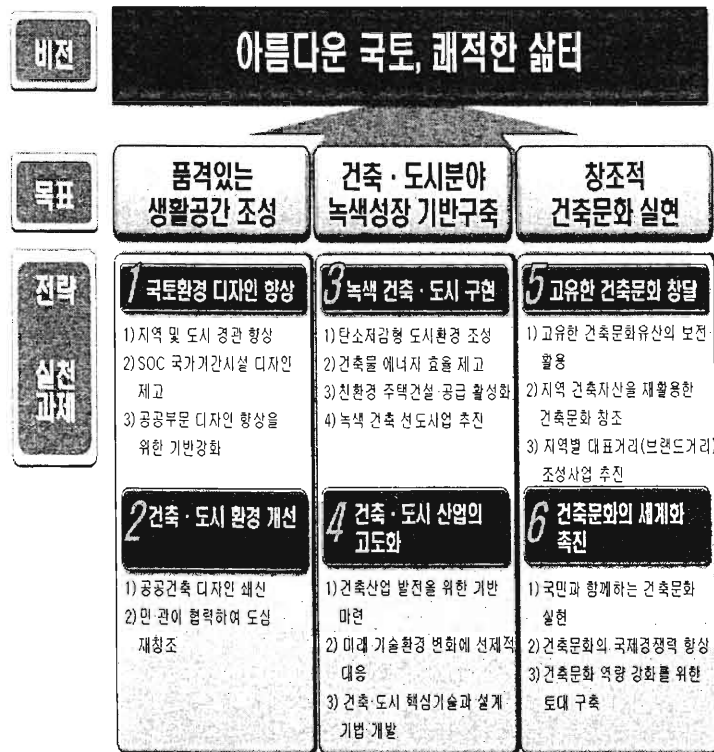 비전
아름다운 국토, 쾌적한 삶터
목표
품격있는
생활공간 조성
건축 · 도시분야
녹색성장 기반구축
창조적
건축문화 실현
전략
실천
과제
1 국토환경 디자인 향상
1) 지역 및 도시 경관 향상
2) SOC 국가기간시설 디자인
제고
3) 공공부문 디자인 향상을
위한 기반강화
2 건축 · 도시 환경 개선
1) 공공건축 디자인 쇄신
2) 민·관이 협력하여 도심
재창조
3 녹색 건축 · 도시 구현
1) 탄소저감형 도시환경 조성
2) 건축물 에너지 효율 제고
3) 친환경 주택건설·공급 활성화
4) 녹색 건축 선도사업 추진
4 건축 · 도시 산업의
고도화
1) 건축산업 발전을 위한 기반
마련
2) 미래 기술환경 변화에 선제적
대응
3) 건축·도시 핵심기술과 설계
기법 개발
5 고유한 건축문화 창달
1) 고유한 건축문화유산의 보전·
활용
2) 지역 건축자산을 재활용한
건축문화 창조
3) 지역별 대표거리(브랜드거리)
조성사업 추진
6 건축문화의 세계화
촉진
1) 국민과 함께하는 건축문화
실현
2) 건축문화의 국제경쟁력 향상
3) 건축문화 역량 강화를 위한
토대 구축